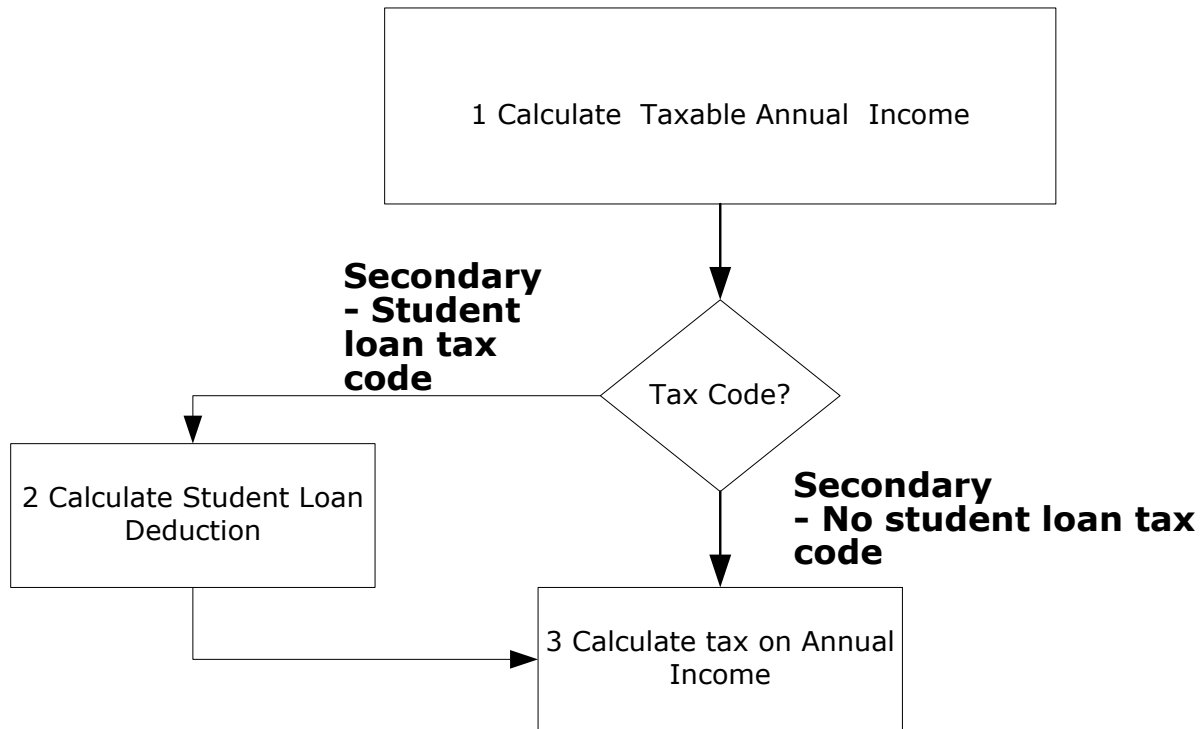 1 Calculate  Taxable Annual  Income
Secondary
- Student
loan tax
code
Tax Code?
2 Calculate Student Loan
Deduction
Secondary
- No student loan tax
code
3 Calculate tax on Annual
Income